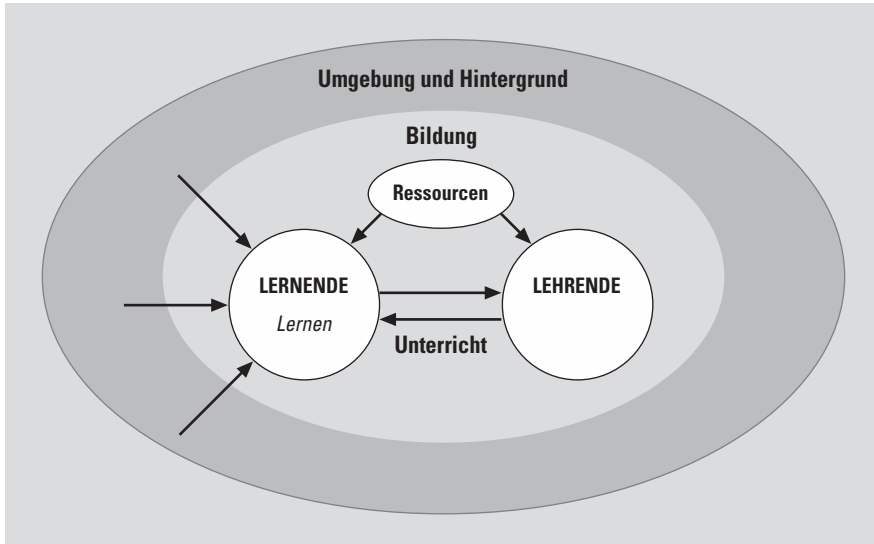 Umgebung und Hintergrund
Bildung
Ressourcen
LERNENDE
Lernen
LEHRENDE
Unterricht